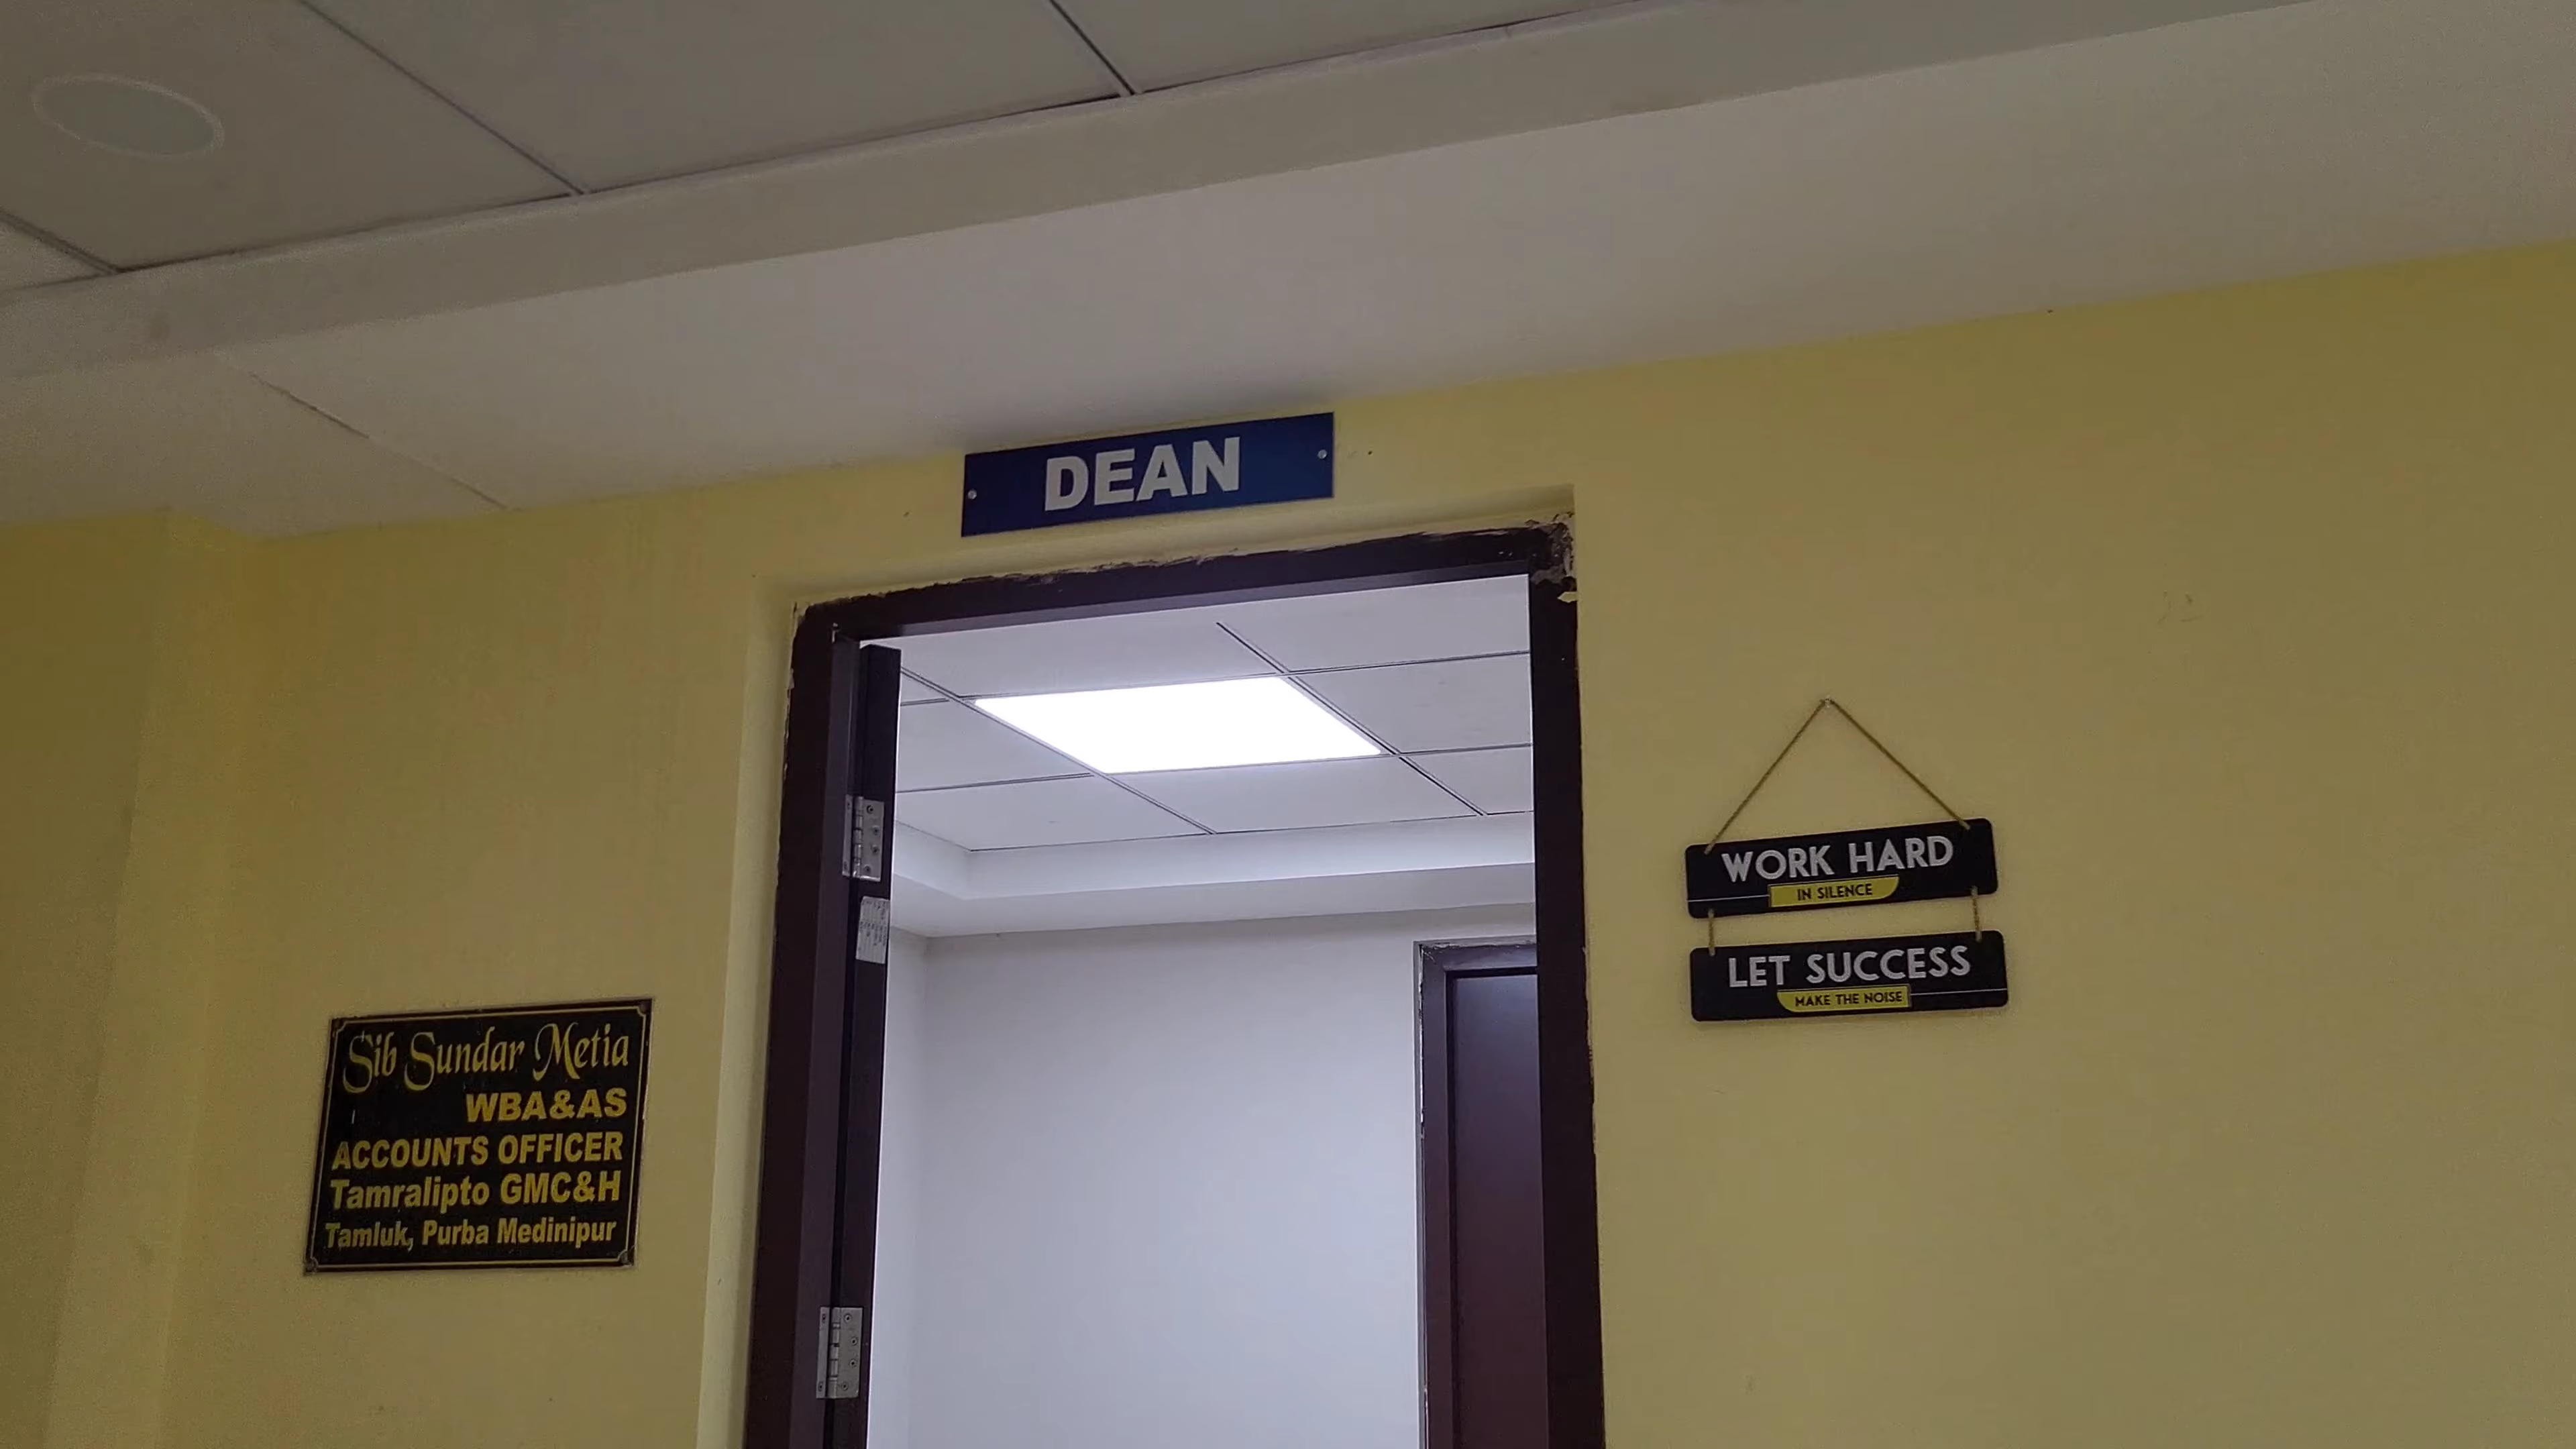 DEAN
Sib Sundar Metia
WBA&AS
ACCOUNTS OFFICER
Tamralipto GMC&H
Tamluk, Purba Medinipur
WORK HARD
IN SILENCE
LET SUCCESS
MAKE THE NOISE